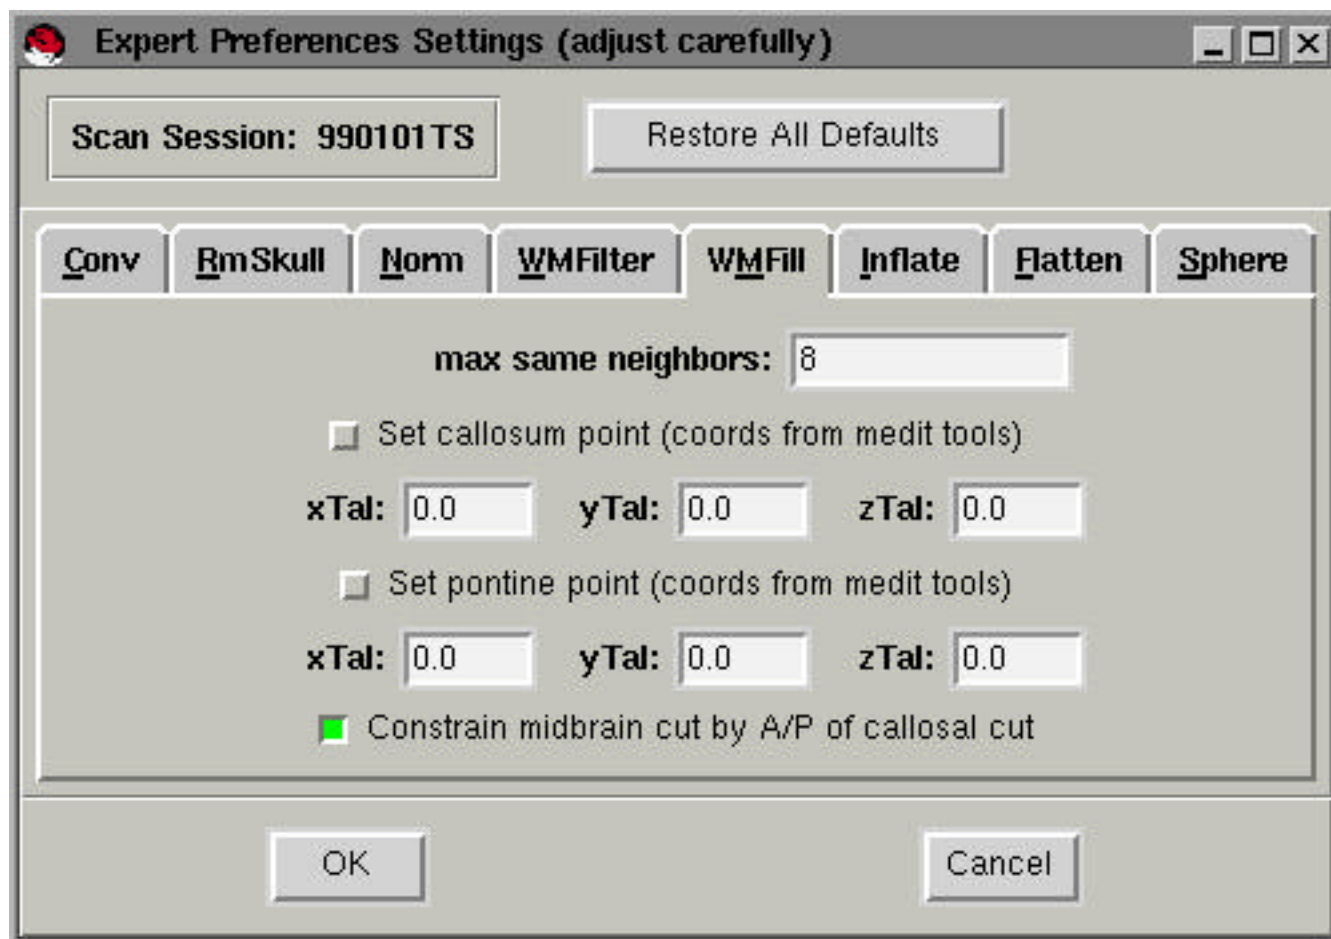 Expert Preferences Settings (adjust carefully)
Scan Session: 990101TS
Restore All Defaults
Conv RmSkull Norm WMFilter WMFill Inflate Flatten Sphere
max same neighbors: 8
Set callosum point (coords from medit tools)
xTal: 0.0 yTal: 0.0 zTal: 0.0
Set pontine point (coords from medit tools)
xTal: 0.0 yTal: 0.0 zTal: 0.0
Constrain midbrain cut by A/P of callosal cut
OK Cancel